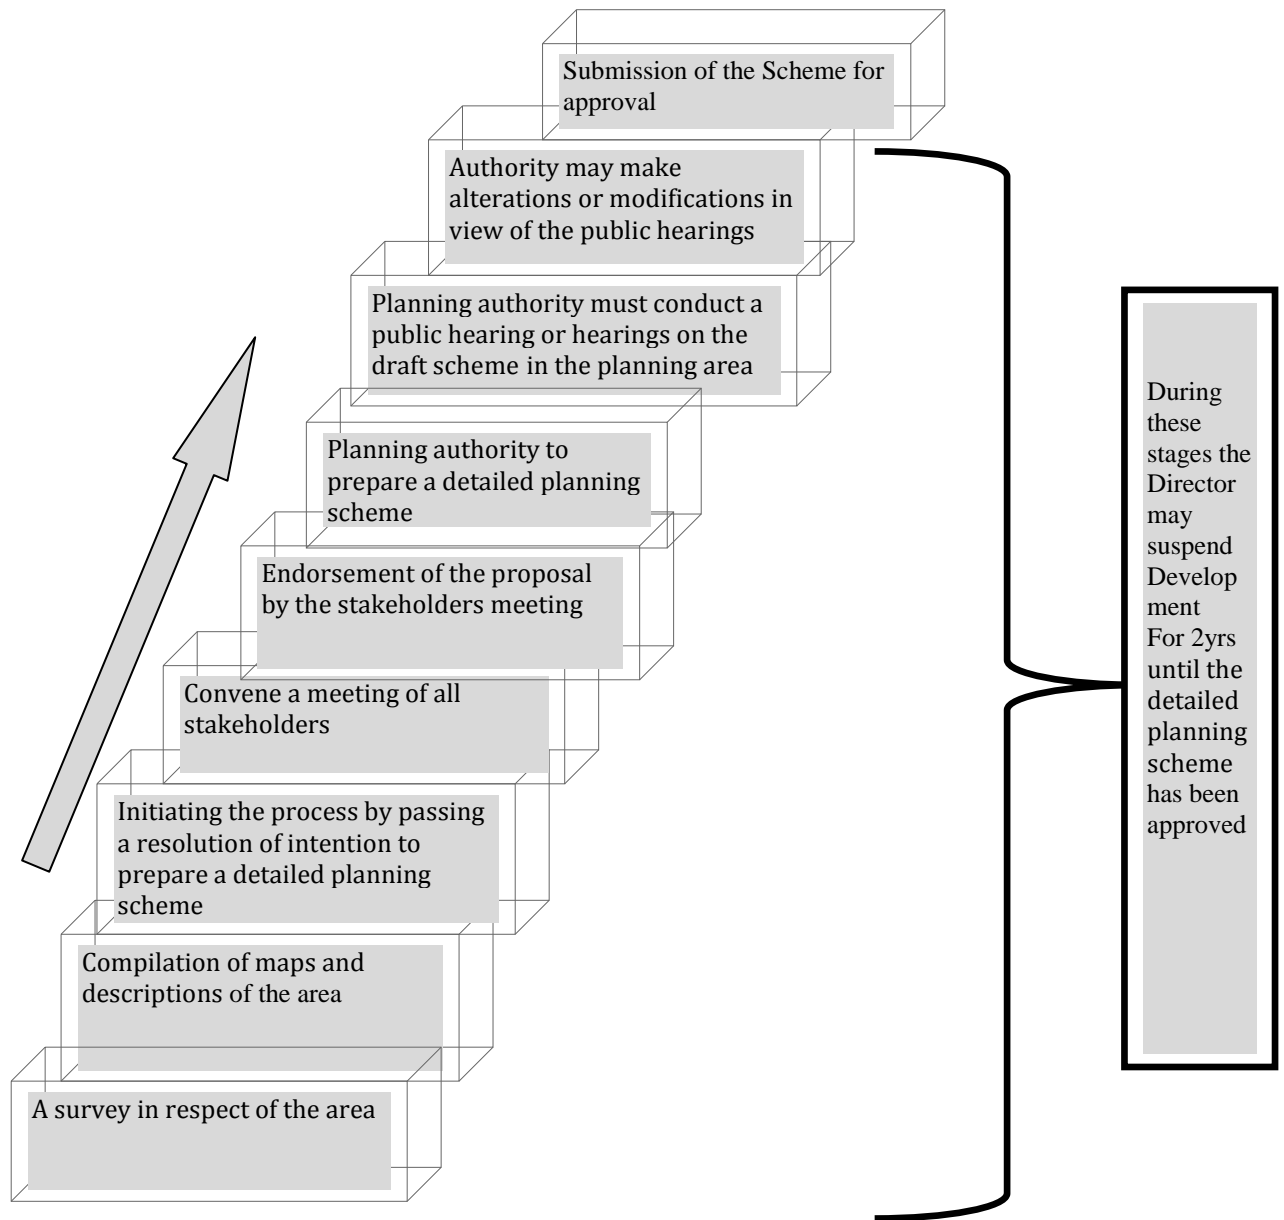 Submission of the Scheme for
approval
Authority may make
alterations or modifications in
view of the public hearings
Planning authority must conduct a
public hearing or hearings on the
draft scheme in the planning area
Planning authority to
prepare a detailed planning
scheme
Endorsement of the proposal
by the stakeholders meeting
Convene a meeting of all
stakeholders
Initiating the process by passing
a resolution of intention to
prepare a detailed planning
scheme
Compilation of maps and
descriptions of the area
A survey in respect of the area
During
these
stages the
Director
may
suspend
Develop
ment
For 2yrs
until the
detailed
planning
scheme
has been
approved